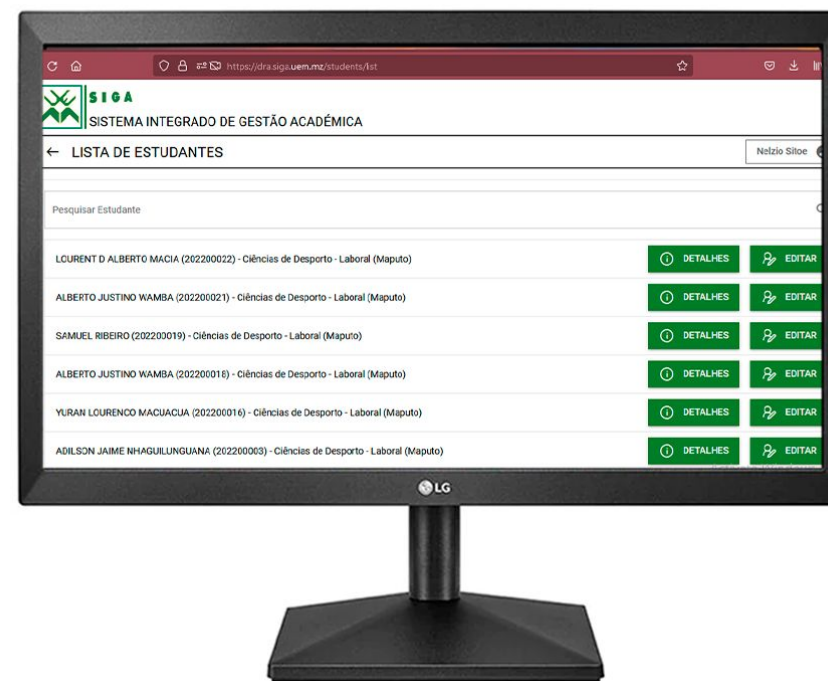 https://dra.siga.uem.mz/students/list
SIGA
SISTEMA INTEGRADO DE GESTÃO ACADÉMICA
← LISTA DE ESTUDANTES
Nelzio Sitoe
Pesquisar Estudante
LOURENT D ALBERTO MACIA (202200022) - Ciências de Desporto - Laboral (Maputo) DETALHES EDITAR
ALBERTO JUSTINO WAMBA (202200021) - Ciências de Desporto - Laboral (Maputo) DETALHES EDITAR
SAMUEL RIBEIRO (202200019) - Ciências de Desporto - Laboral (Maputo) DETALHES EDITAR
ALBERTO JUSTINO WAMBA (202200018) - Ciências de Desporto - Laboral (Maputo) DETALHES EDITAR
YURAN LOURENCO MACUACUA (202200016) - Ciências de Desporto - Laboral (Maputo) DETALHES EDITAR
ADILSON JAIME NHAGUILUNGUANA (202200003) - Ciências de Desporto - Laboral (Maputo) DETALHES EDITAR
LG